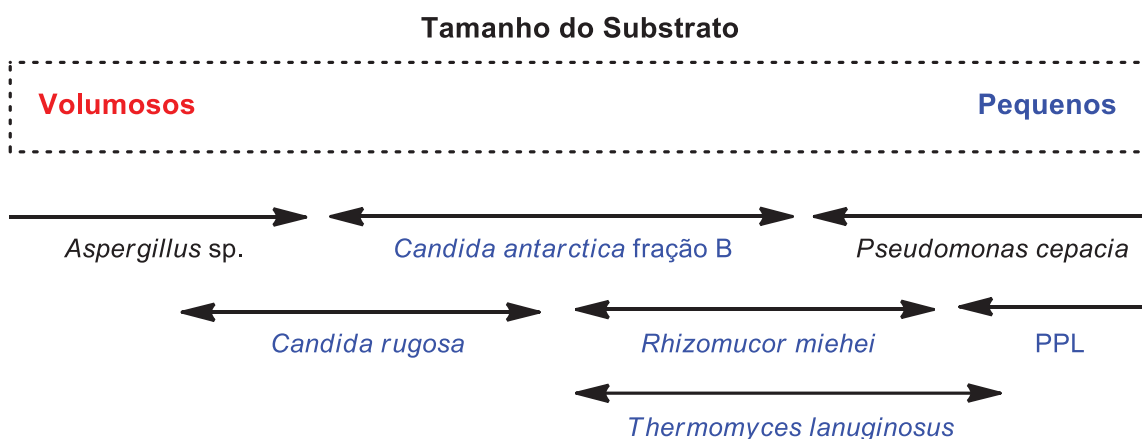 Tamanho do Substrato
Volumosos Pequenos
Aspergillus sp. Candida antarctica fração B Pseudomonas cepacia
Candida rugosa Rhizomucor miehei PPL
Thermomyces lanuginosus